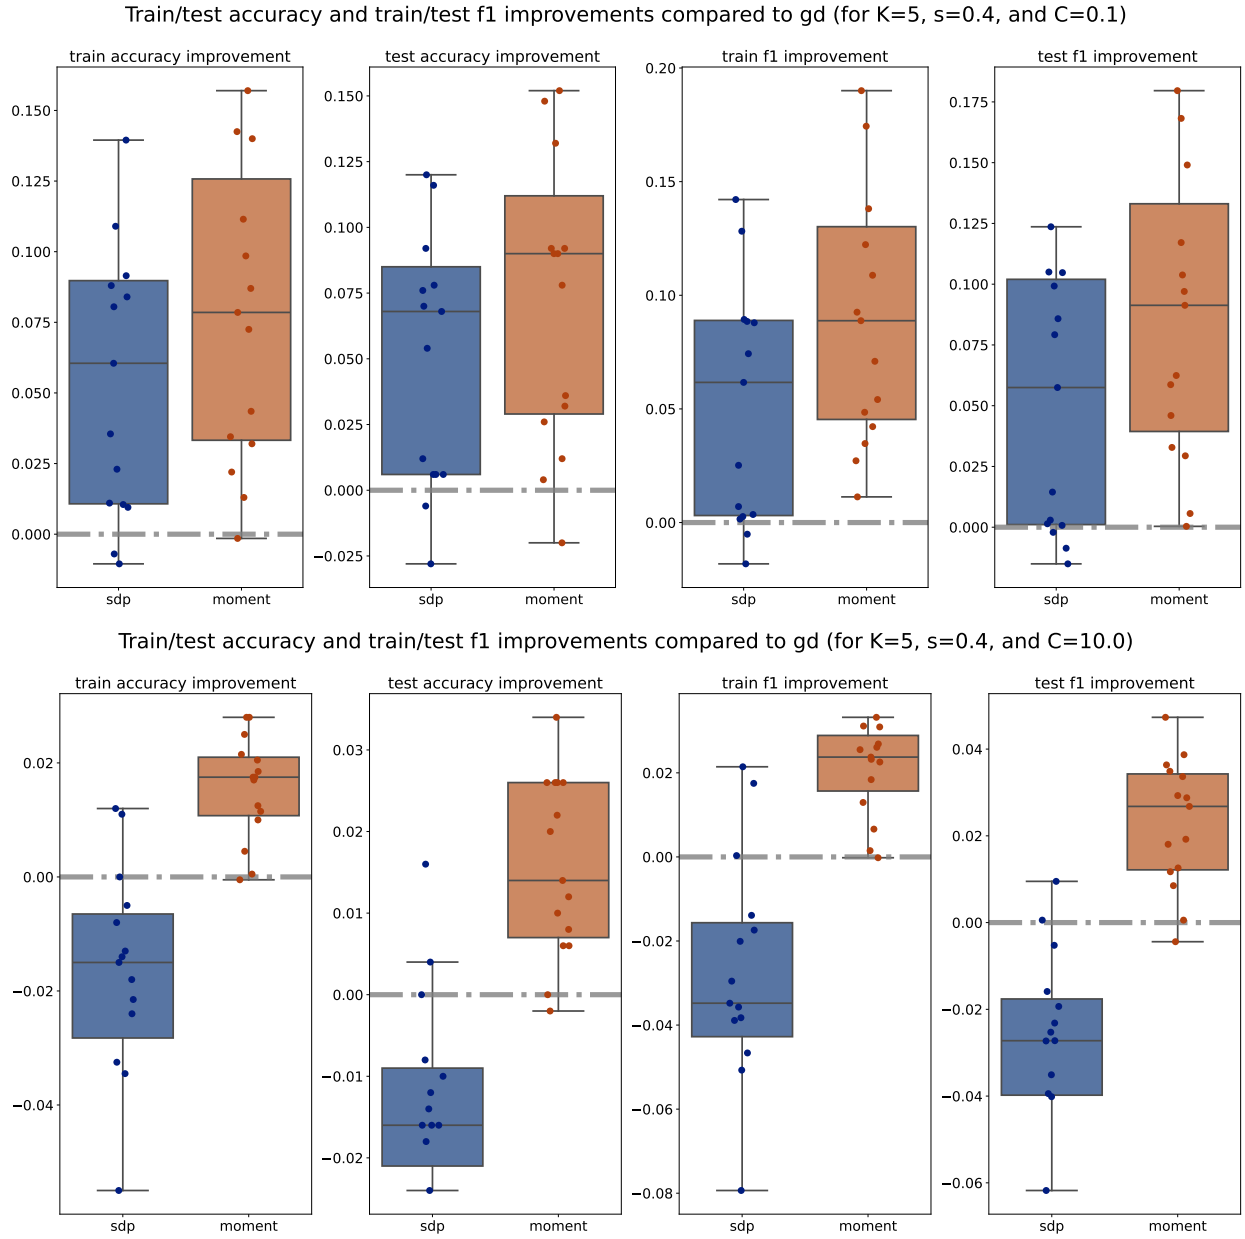 Train/test accuracy and train/test f1 improvements compared to gd (for K=5, s=0.4, and C=0.1)
train accuracy improvement
0.150
0.125
0.100
0.075
0.050
0.025
0.000
sdp moment
test accuracy improvement
0.150
0.125
0.100
0.075
0.050
0.025
0.000
−0.025
sdp moment
train f1 improvement
0.20
0.15
0.10
0.05
0.00
sdp moment
test f1 improvement
0.175
0.150
0.125
0.100
0.075
0.050
0.025
0.000
sdp moment
Train/test accuracy and train/test f1 improvements compared to gd (for K=5, s=0.4, and C=10.0)
train accuracy improvement
0.02
0.00
−0.02
−0.04
sdp moment
test accuracy improvement
0.03
0.02
0.01
0.00
−0.01
−0.02
sdp moment
train f1 improvement
0.02
0.00
−0.02
−0.04
−0.06
−0.08
sdp moment
test f1 improvement
0.04
0.02
0.00
−0.02
−0.04
−0.06
sdp moment